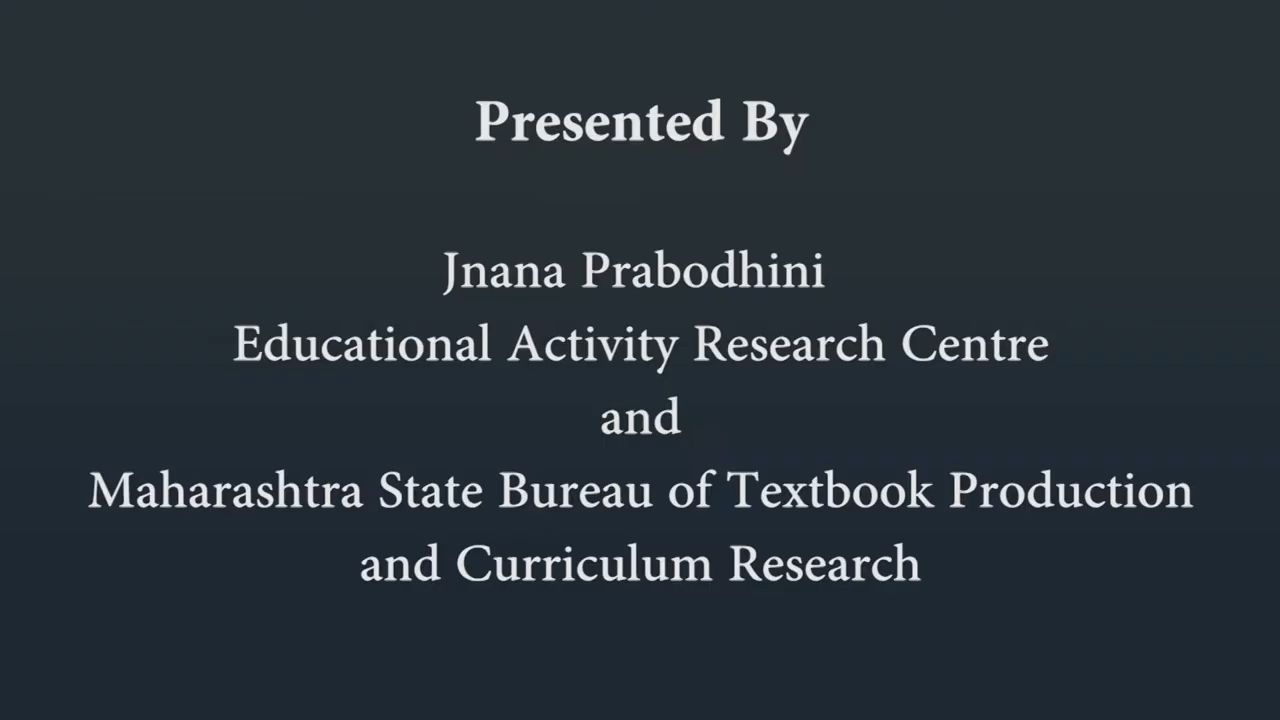 Presented By
Jnana Prabodhini
Educational Activity Research Centre
and
Maharashtra State Bureau of Textbook Production
and Curriculum Research